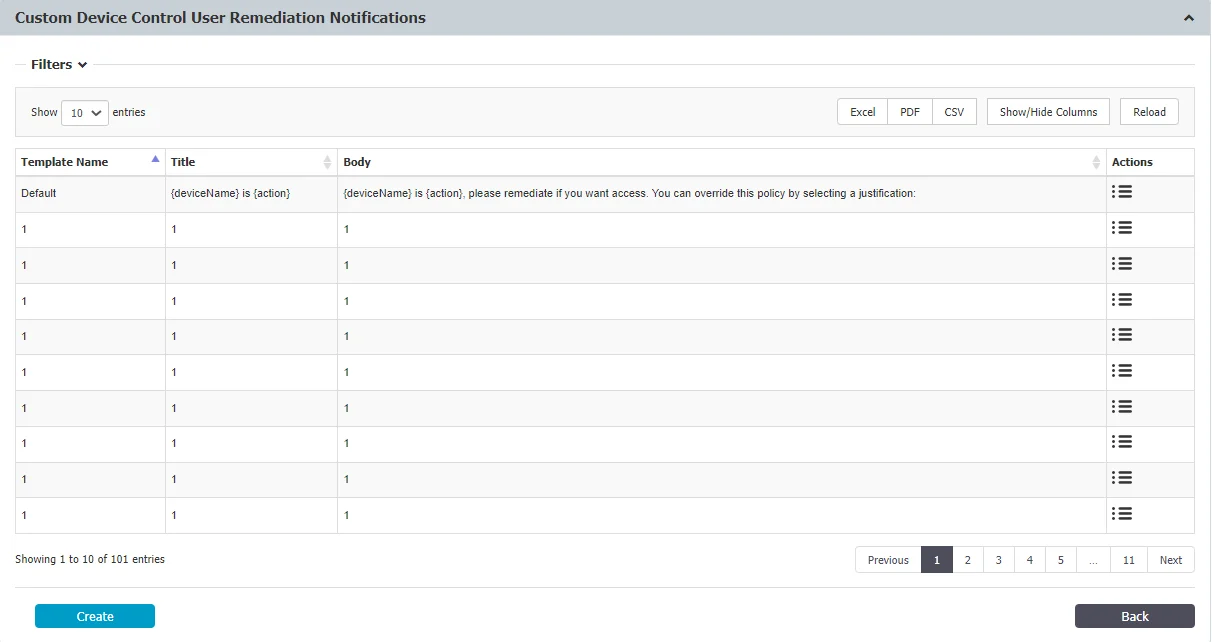 Custom Device Control User Remediation Notifications
Filters
Show 10 entries Excel PDF CSV Show/Hide Columns Reload
Template Name Title Body Actions
Default {deviceName} is {action} {deviceName} is {action}, please remediate if you want access. You can override this policy by selecting a justification:
1 1 1
1 1 1
1 1 1
1 1 1
1 1 1
1 1 1
1 1 1
1 1 1
1 1 1
Showing 1 to 10 of 101 entries Previous 1 2 3 4 5 ... 11 Next
Create Back